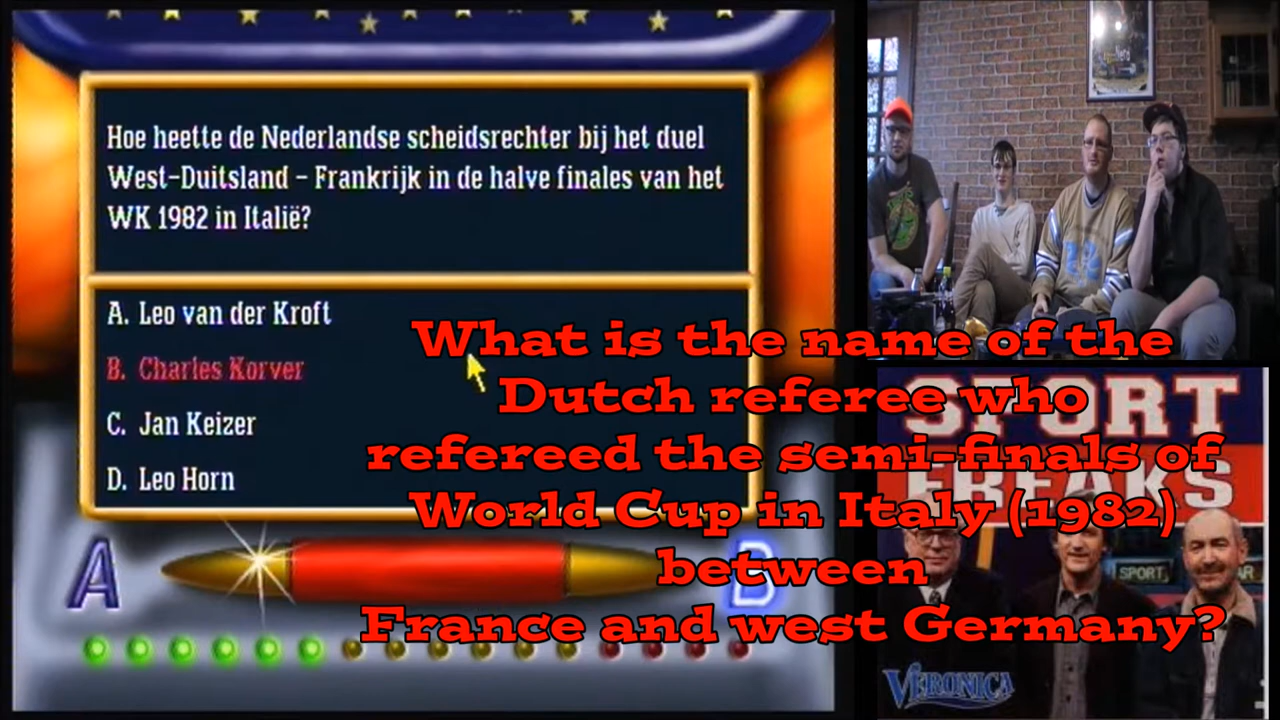 Hoe heette de Nederlandse scheidsrechter bij het duel
West-Duitsland - Frankrijk in de halve finales van het
WK 1982 in Italië?
A. Leo van der Kroft
B. Charles Korver
C. Jan Keizer
D. Leo Horn
A
B
What is the name of the
Dutch referee who
refereed the semi-finals of
World Cup in Italy (1982)
between
France and west Germany?
SPORT
FREAKS
SPORT
VERONICA